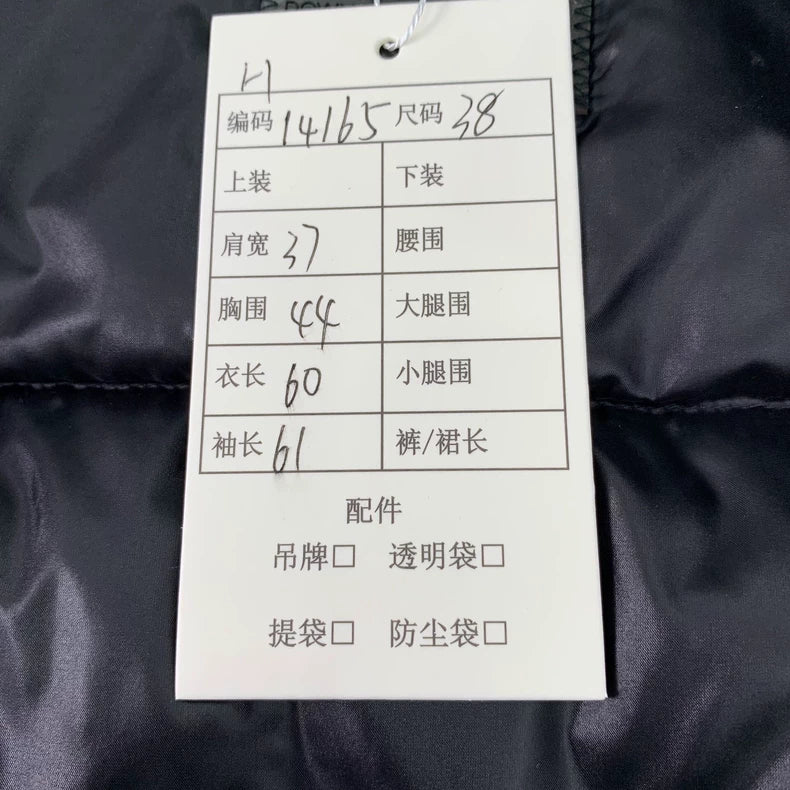 H
编码 14165 尺码 38
上装 下装
肩宽 37 腰围
胸围 44 大腿围
衣长 60 小腿围
袖长 61 裤/裙长
配件
吊牌□ 透明袋□
提袋□ 防尘袋□